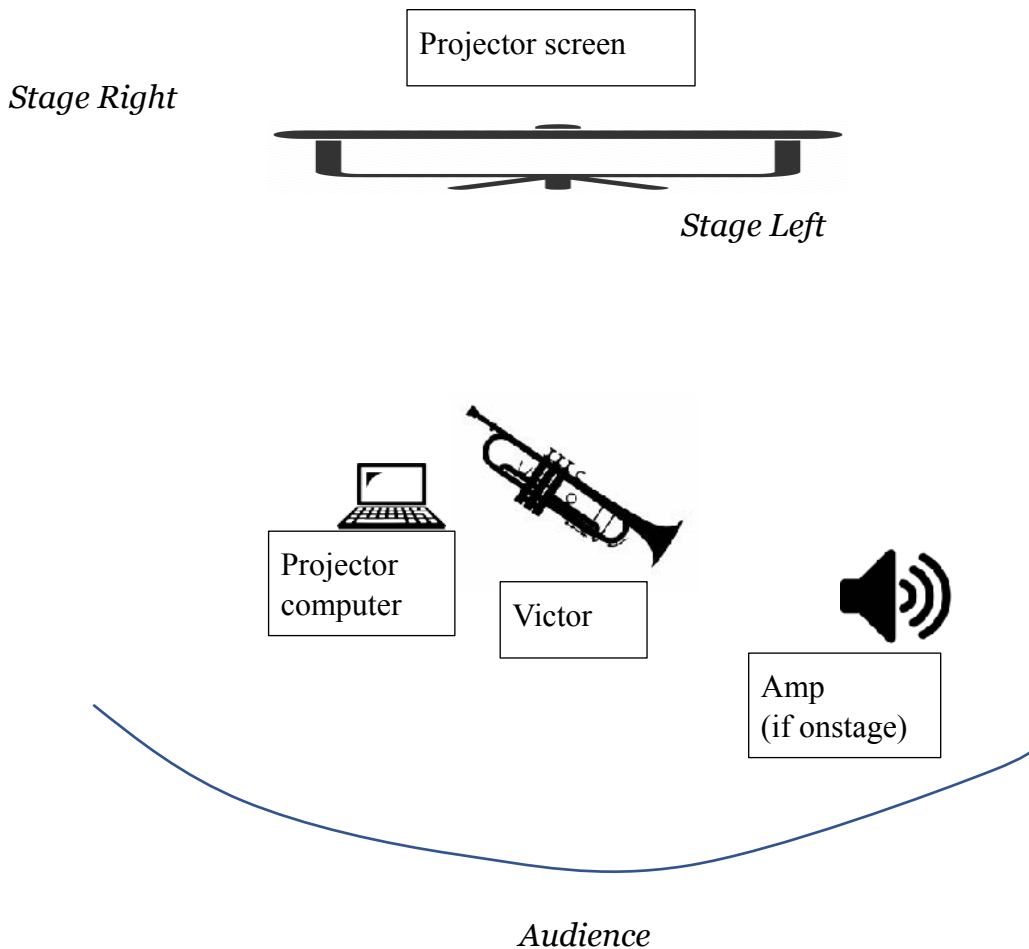 Projector screen
Stage Right
Stage Left
Projector
computer
Victor
Amp
(if onstage)
Audience